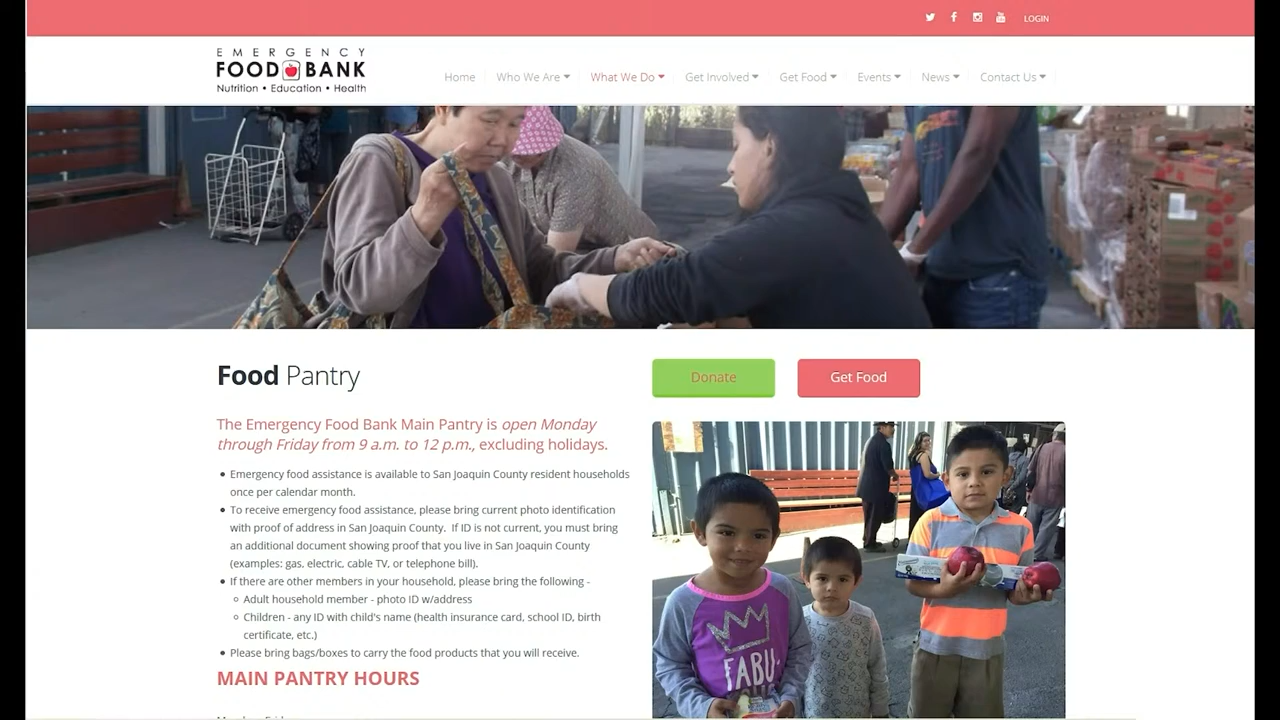 LOGIN
EMERGENCY
FOOD BANK
Nutrition • Education • Health
Home Who We Are What We Do Get Involved Get Food Events News Contact Us
Food Pantry
Donate Get Food
The Emergency Food Bank Main Pantry is open Monday
through Friday from 9 a.m. to 12 p.m., excluding holidays.
Emergency food assistance is available to San Joaquin County resident households
once per calendar month.
To receive emergency food assistance, please bring current photo identification
with proof of address in San Joaquin County. If ID is not current, you must bring
an additional document showing proof that you live in San Joaquin County
(examples: gas, electric, cable TV, or telephone bill).
If there are other members in your household, please bring the following -
Adult household member - photo ID w/address
Children - any ID with child's name (health insurance card, school ID, birth
certificate, etc.)
Please bring bags/boxes to carry the food products that you will receive.
MAIN PANTRY HOURS
FABU-